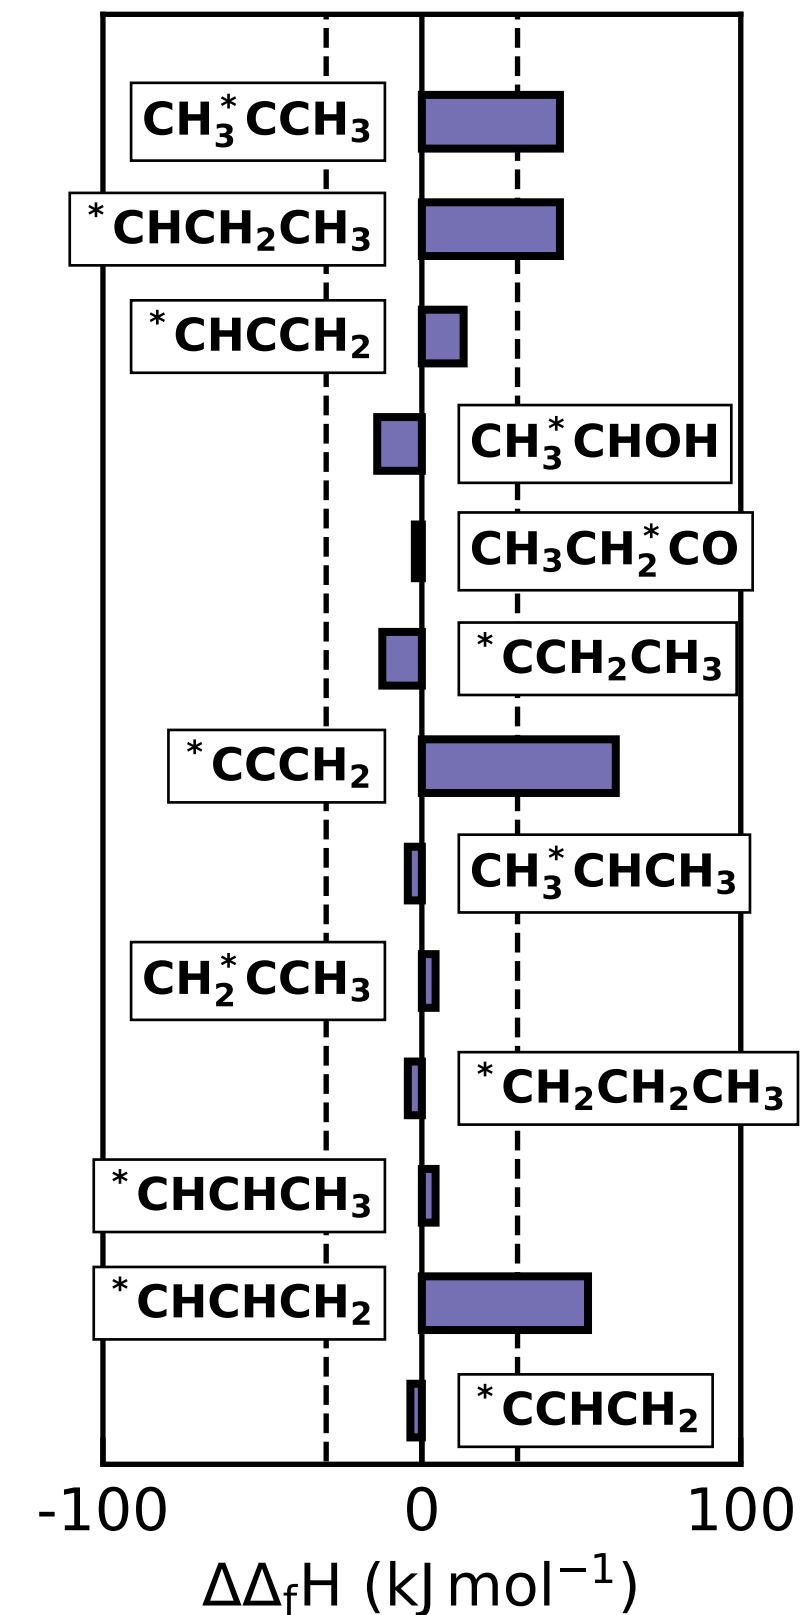 CH₃*CCH₃
*CHCH₂CH₃
*CHCCH₂
CH₃*CHOH
CH₃CH₂*CO
*CCH₂CH₃
*CCCH₂
CH₃*CHCH₃
CH₂*CCH₃
*CH₂CH₂CH₃
*CHCHCH₃
*CHCHCH₂
*CCHCH₂
-100 0 100
ΔΔfH (kJ mol⁻¹)